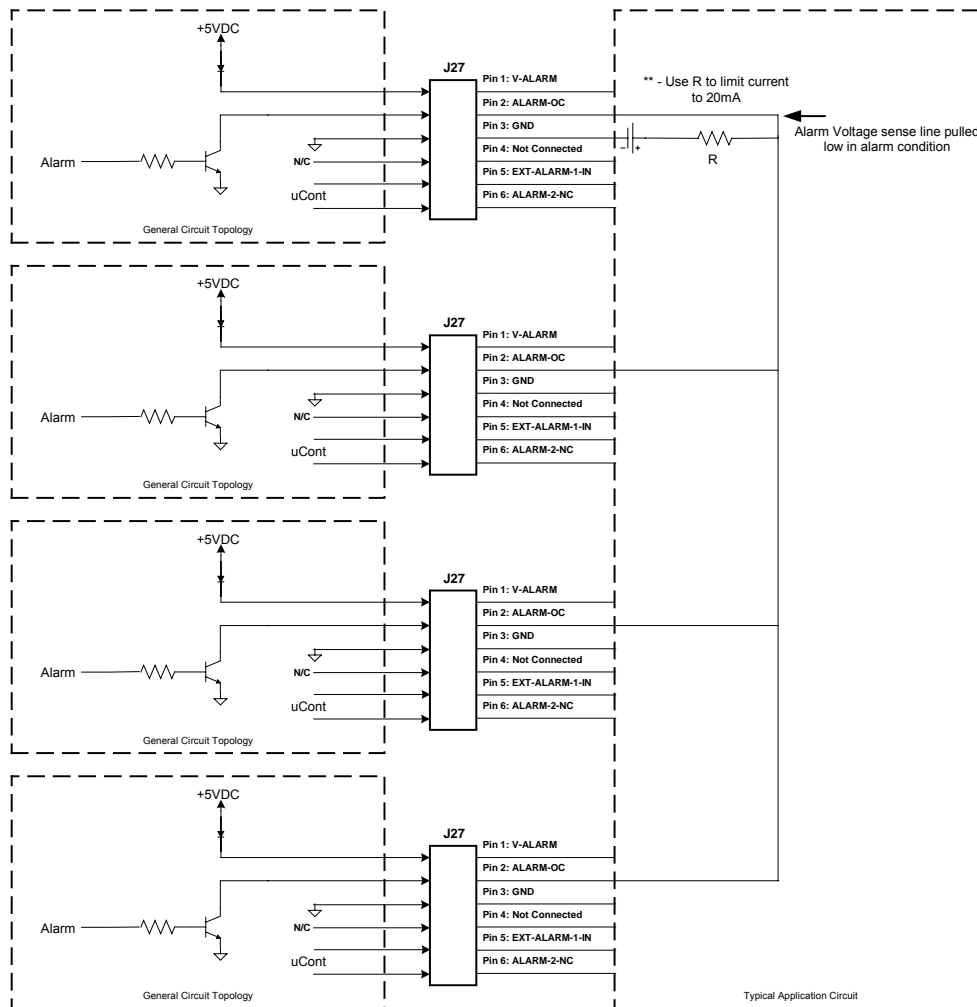 +5VDC
J27
Pin 1: V-ALARM
** - Use R to limit current
to 20mA
Pin 2: ALARM-OC
Alarm Voltage sense line pulled
low in alarm condition
Pin 3: GND
- +
R
Alarm
N/C
Pin 4: Not Connected
Pin 5: EXT-ALARM-1-IN
uCont
Pin 6: ALARM-2-NC
General Circuit Topology
+5VDC
J27
Pin 1: V-ALARM
Pin 2: ALARM-OC
Pin 3: GND
Alarm
N/C
Pin 4: Not Connected
Pin 5: EXT-ALARM-1-IN
uCont
Pin 6: ALARM-2-NC
General Circuit Topology
+5VDC
J27
Pin 1: V-ALARM
Pin 2: ALARM-OC
Pin 3: GND
Alarm
N/C
Pin 4: Not Connected
Pin 5: EXT-ALARM-1-IN
uCont
Pin 6: ALARM-2-NC
General Circuit Topology
+5VDC
J27
Pin 1: V-ALARM
Pin 2: ALARM-OC
Pin 3: GND
Alarm
N/C
Pin 4: Not Connected
Pin 5: EXT-ALARM-1-IN
uCont
Pin 6: ALARM-2-NC
General Circuit Topology
Typical Application Circuit